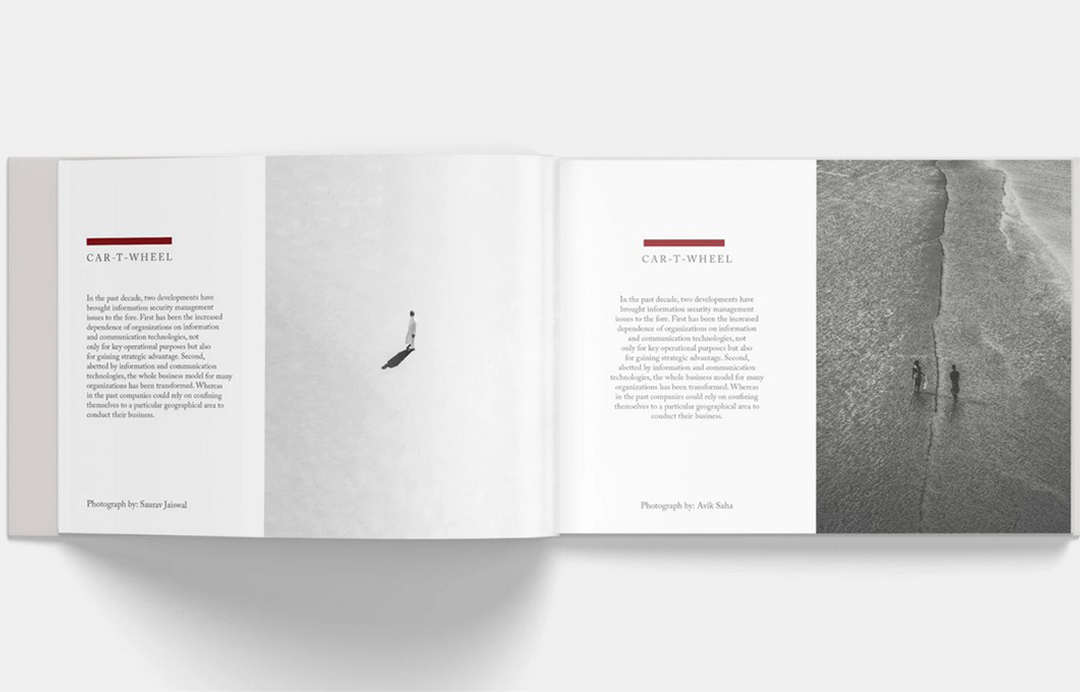 CAR-T-WHEEL
In the past decade, two developments have
brought information security management
issues to the fore. First has been the increased
dependence of organizations on information
and communication technologies, not
only for key operational purposes but also
for gaining strategic advantage. Second,
abetted by information and communication
technologies, the whole business model for many
organizations has been transformed. Whereas
in the past companies could rely on confining
themselves to a particular geographical area to
conduct their business.
Photograph by: Saurav Jaiswal
CAR-T-WHEEL
In the past decade, two developments have
brought information security management
issues to the fore. First has been the increased
dependence of organizations on information
and communication technologies, not
only for key operational purposes but also
for gaining strategic advantage. Second,
abetted by information and communication
technologies, the whole business model for many
organizations has been transformed. Whereas
in the past companies could rely on confining
themselves to a particular geographical area to
conduct their business.
Photograph by: Avik Saha